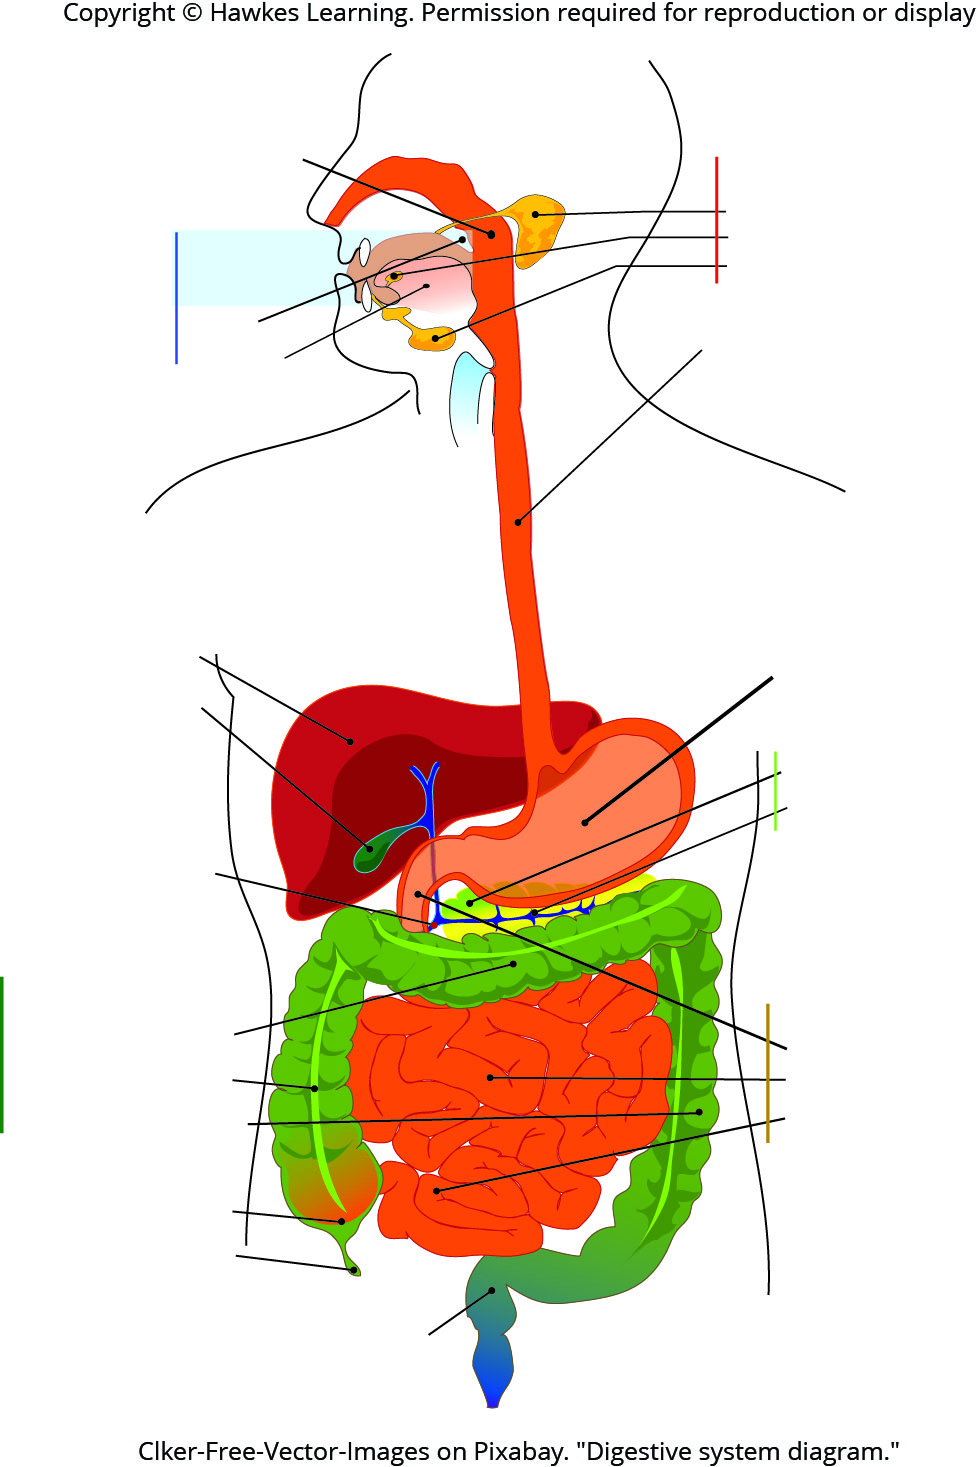 Copyright © Hawkes Learning. Permission required for reproduction or display
Clker-Free-Vector-Images on Pixabay. "Digestive system diagram."